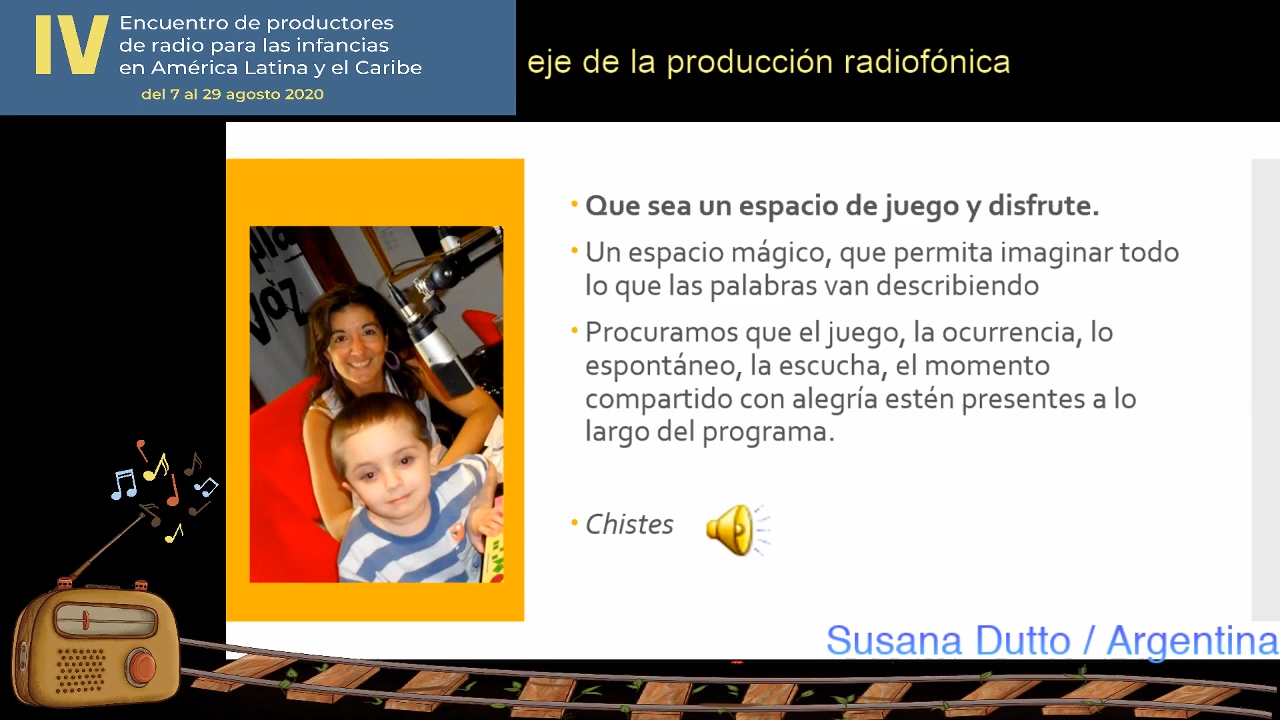 IV
Encuentro de productores
de radio para las infancias
en América Latina y el Caribe
del 7 al 29 agosto 2020
eje de la producción radiofónica
• Que sea un espacio de juego y disfrute.
• Un espacio mágico, que permita imaginar todo
lo que las palabras van describiendo
• Procuramos que el juego, la ocurrencia, lo
espontáneo, la escucha, el momento
compartido con alegría estén presentes a lo
largo del programa.
• Chistes
voz
Susana Dutto / Argentina